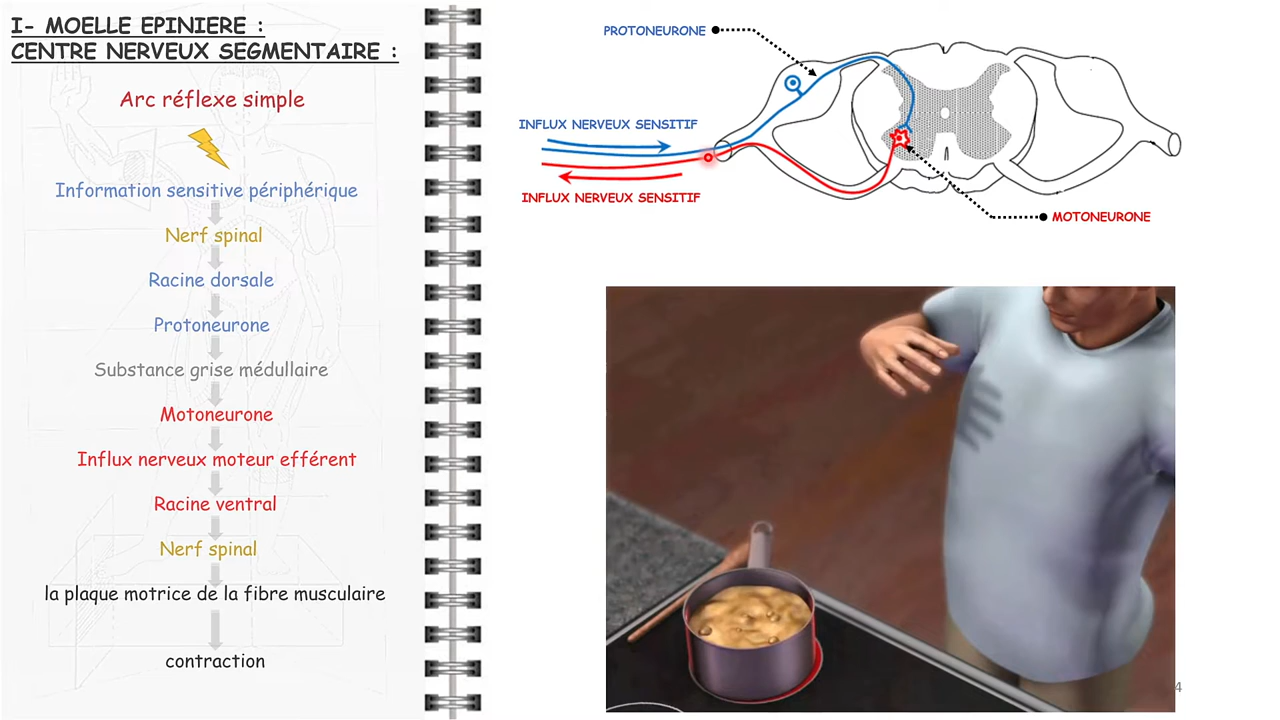 I- MOELLE EPINIERE :
CENTRE NERVEUX SEGMENTAIRE :
Arc réflexe simple
Information sensitive périphérique
Nerf spinal
Racine dorsale
Protoneurone
Substance grise médullaire
Motoneurone
Influx nerveux moteur efférent
Racine ventral
Nerf spinal
la plaque motrice de la fibre musculaire
contraction
PROTONEURONE
INFLUX NERVEUX SENSITIF
INFLUX NERVEUX SENSITIF
MOTONEURONE
4